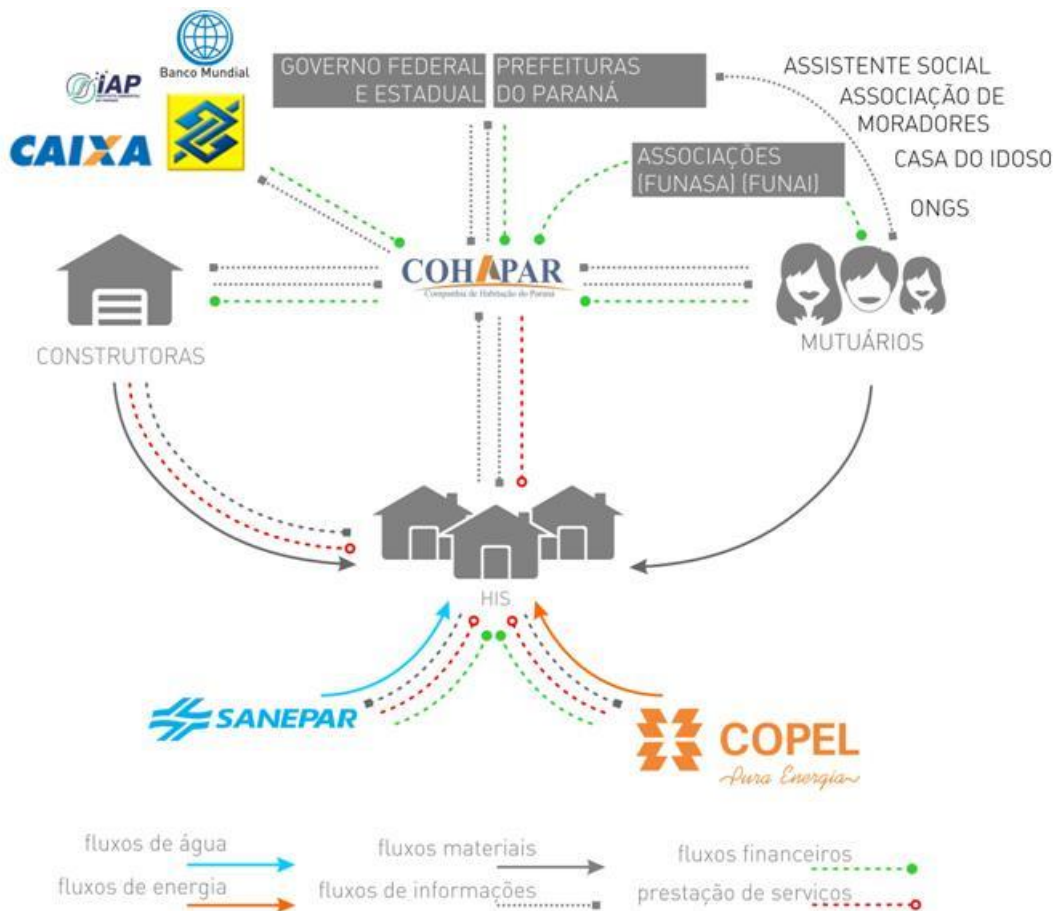 iAP
Banco Mundial
CAIXA
GOVERNO FEDERAL
E ESTADUAL
PREFEITURAS
DO PARANÁ
ASSISTENTE SOCIAL
ASSOCIAÇÃO DE
MORADORES
CASA DO IDOSO
ONGS
ASSOCIAÇÕES
(FUNASA) (FUNAI)
COHAPAR
Companhia de Habitação do Paraná
CONSTRUTORAS
MUTUÁRIOS
HIS
SANEPAR
COPEL
Pura Energia
fluxos de água
fluxos materiais
fluxos financeiros
fluxos de energia
fluxos de informações
prestação de serviços